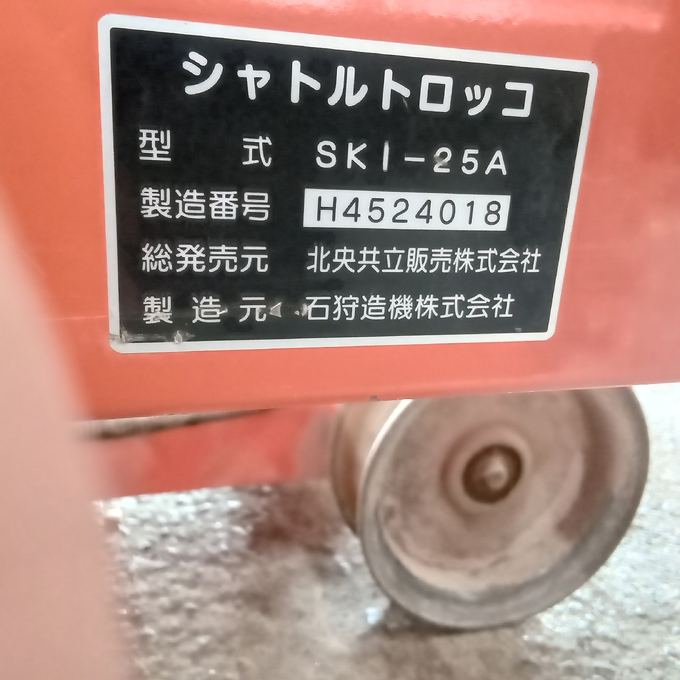 シャトルトロッコ
型式 SKI-25A
製造番号 H4524018
総発売元 北央共立販売株式会社
製造元 石狩造機株式会社